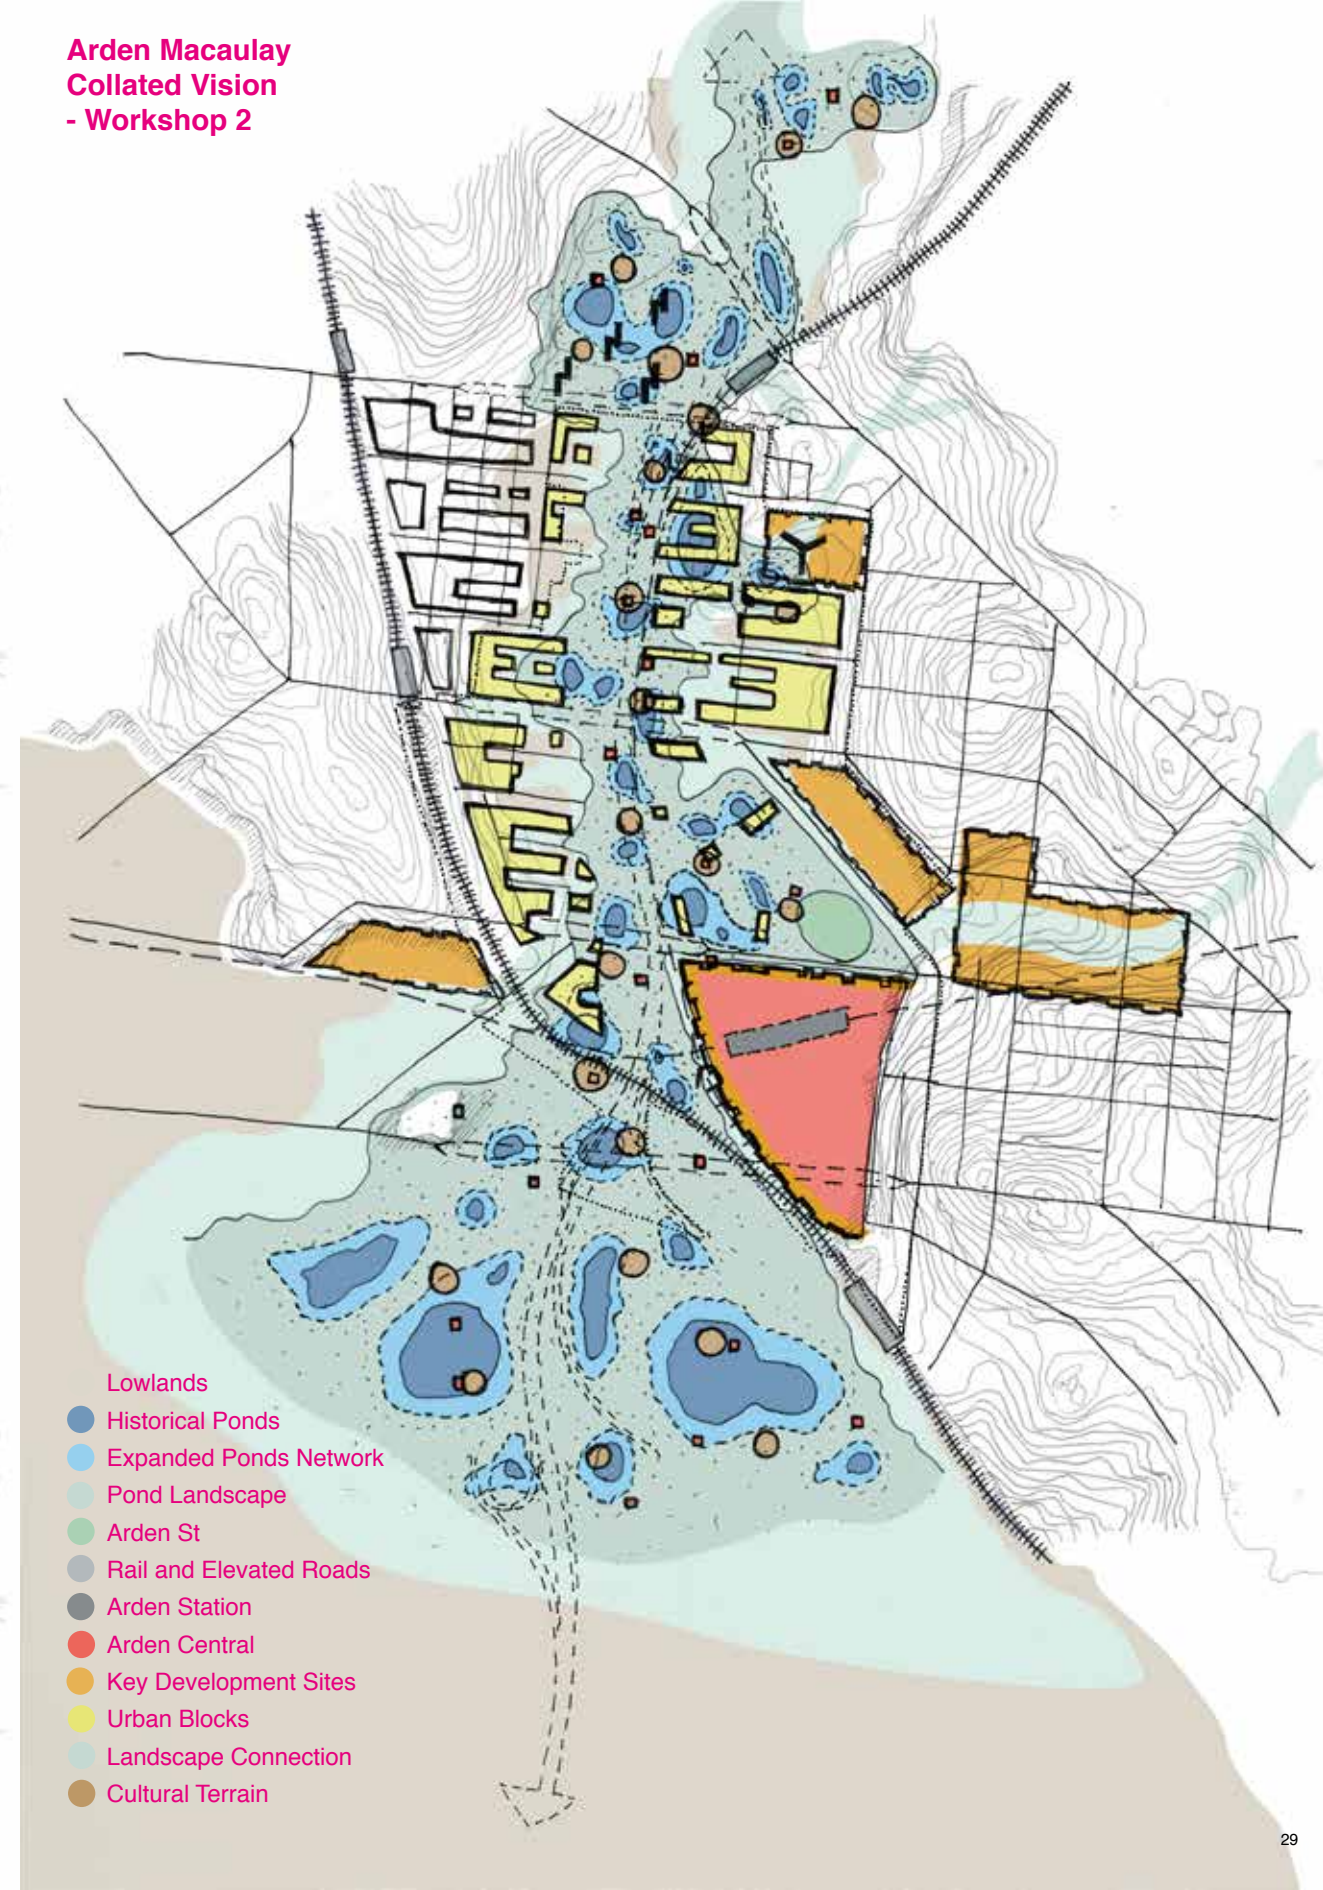 Arden Macaulay
Collated Vision
- Workshop 2
Lowlands
Historical Ponds
Expanded Ponds Network
Pond Landscape
Arden St
Rail and Elevated Roads
Arden Station
Arden Central
Key Development Sites
Urban Blocks
Landscape Connection
Cultural Terrain
29